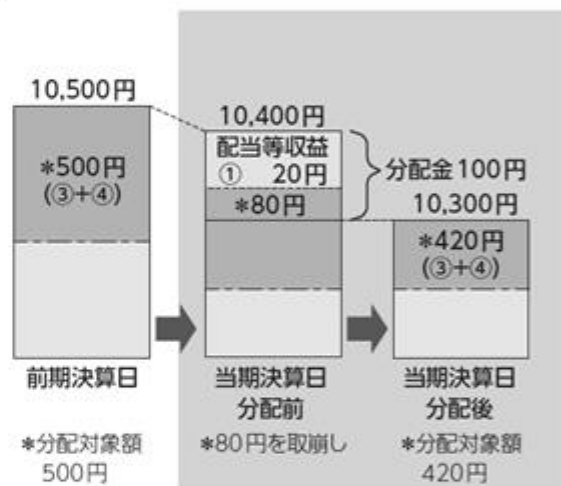 10,500円
*500円
(③+④)
前期決算日
*分配対象額
500円
10,400円
配当等収益
① 20円
*80円
分配金100円
当期決算日
分配前
*80円を取崩し
10,300円
*420円
(③+④)
当期決算日
分配後
*分配対象額
420円